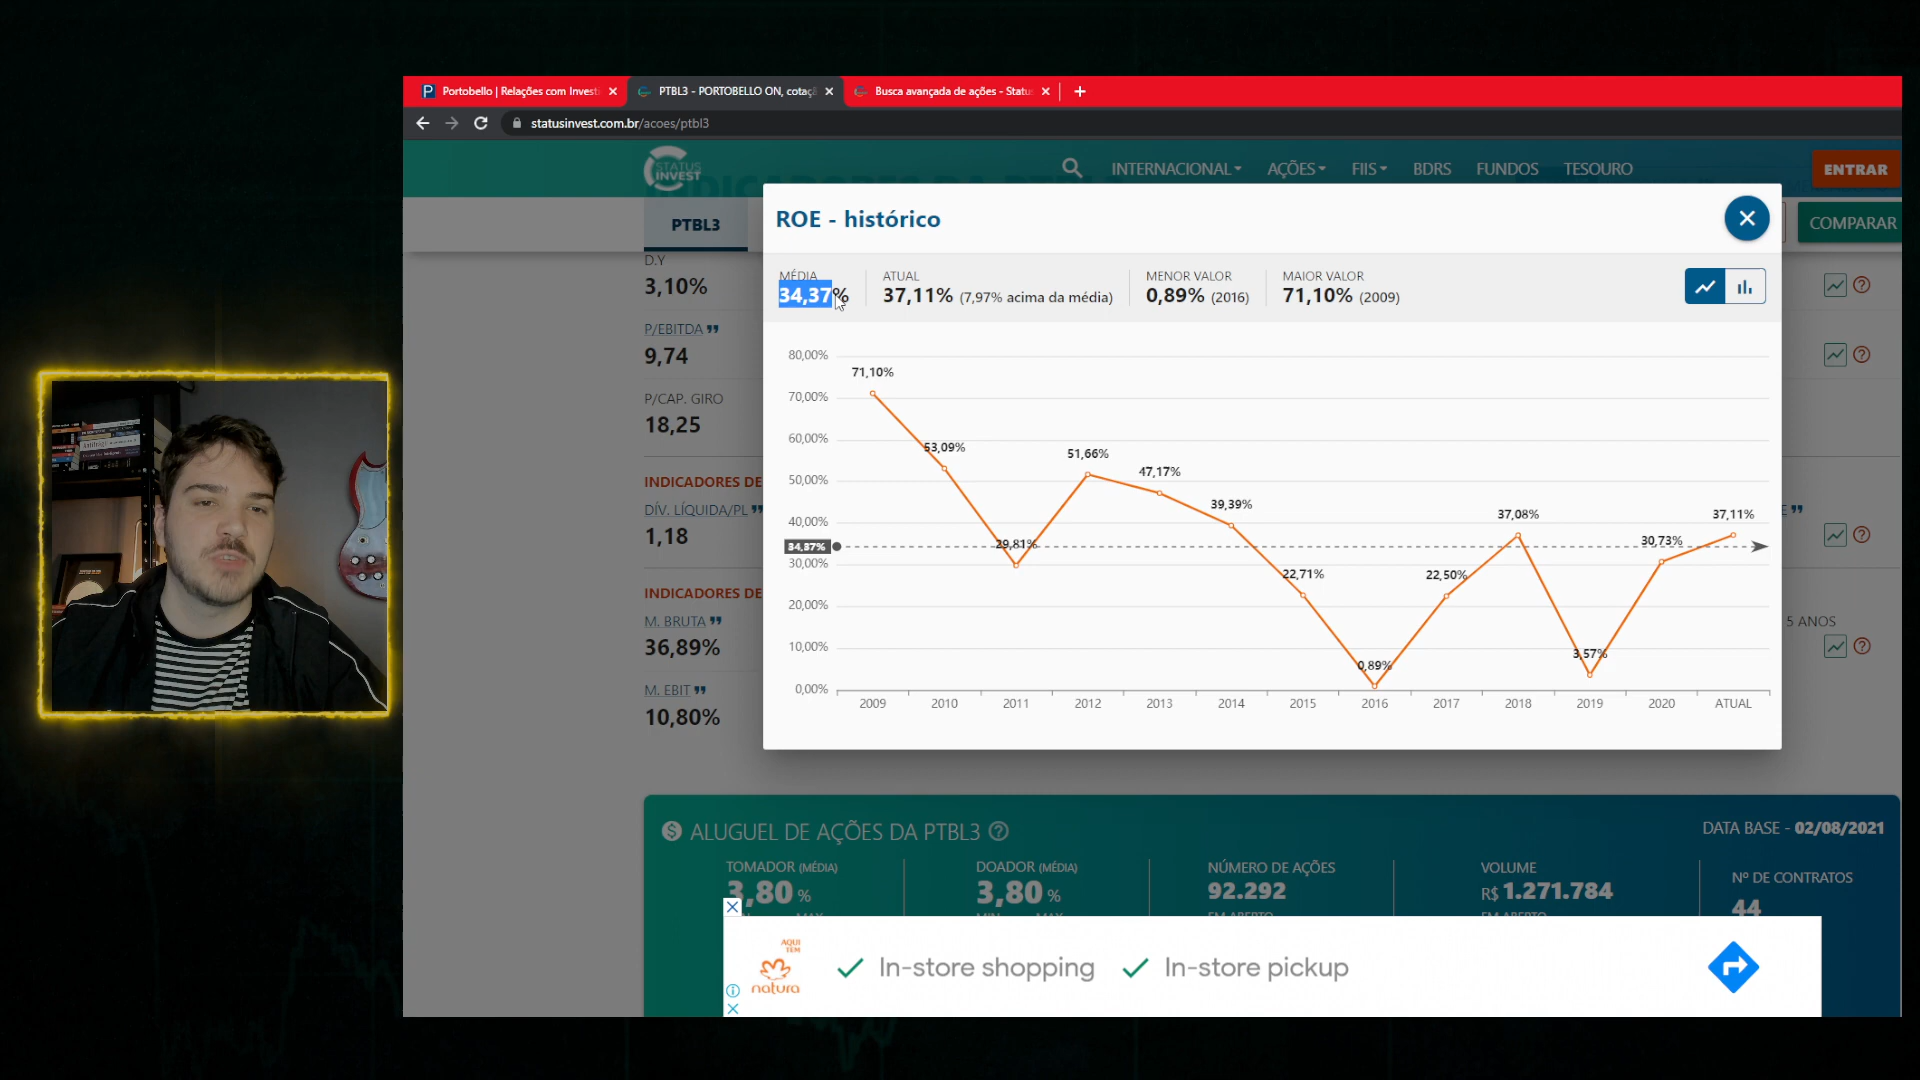 Portobello | Relações com Investi
PTBL3 - PORTOBELLO ON, cotaçã
Busca avançada de ações - Statu
statusinvest.com.br/acoes/ptbl3
STATUS INVEST
INTERNACIONAL
AÇÕES
FIIS
BDRS
FUNDOS
TESOURO
ENTRAR
PTBL3
COMPARAR
ROE - histórico
MÉDIA
34,37%
ATUAL
37,11% (7,97% acima da média)
MENOR VALOR
0,89% (2016)
MAIOR VALOR
71,10% (2009)
D.Y
3,10%
P/EBITDA
9,74
P/CAP. GIRO
18,25
INDICADORES DE
DÍV. LÍQUIDA/PL
1,18
INDICADORES DE
M. BRUTA
36,89%
M. EBIT
10,80%
5 ANOS
80,00%
70,00%
60,00%
50,00%
40,00%
34,37%
30,00%
20,00%
10,00%
0,00%
71,10%
53,09%
29,81%
51,66%
47,17%
39,39%
22,71%
0,89%
22,50%
37,08%
3,57%
30,73%
37,11%
2009 2010 2011 2012 2013 2014 2015 2016 2017 2018 2019 2020 ATUAL
ALUGUEL DE AÇÕES DA PTBL3
DATA BASE - 02/08/2021
TOMADOR (MÉDIA)
3,80 %
DOADOR (MÉDIA)
3,80 %
NÚMERO DE AÇÕES
92.292
VOLUME
R$ 1.271.784
Nº DE CONTRATOS
44
AQUI TEM
natura
In-store shopping
In-store pickup